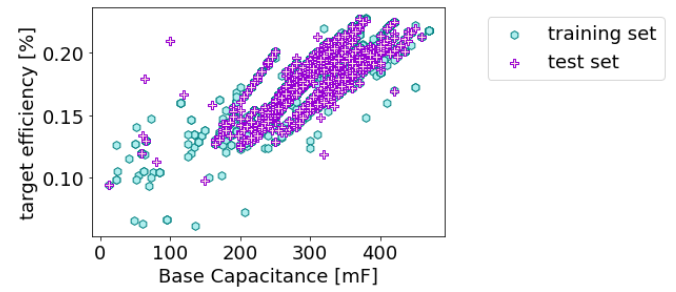 0.20
0.15
0.10
target efficiency [%]
0
100
200
300
400
Base Capacitance [mF]
training set
test set